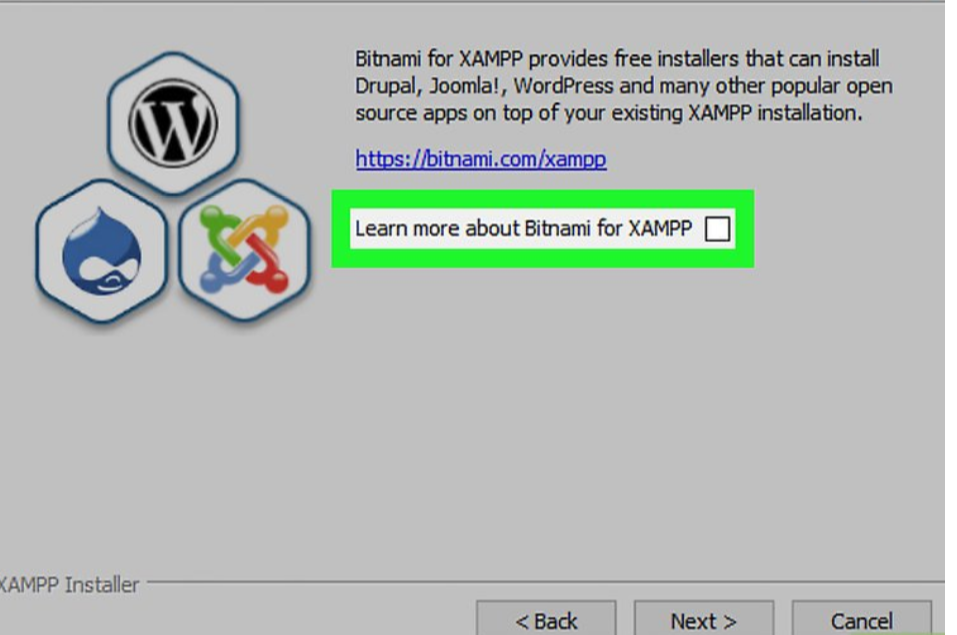 Bitnami for XAMPP provides free installers that can install
Drupal, Joomla!, WordPress and many other popular open
source apps on top of your existing XAMPP installation.
https://bitnami.com/xampp
Learn more about Bitnami for XAMPP
XAMPP Installer
< Back Next > Cancel